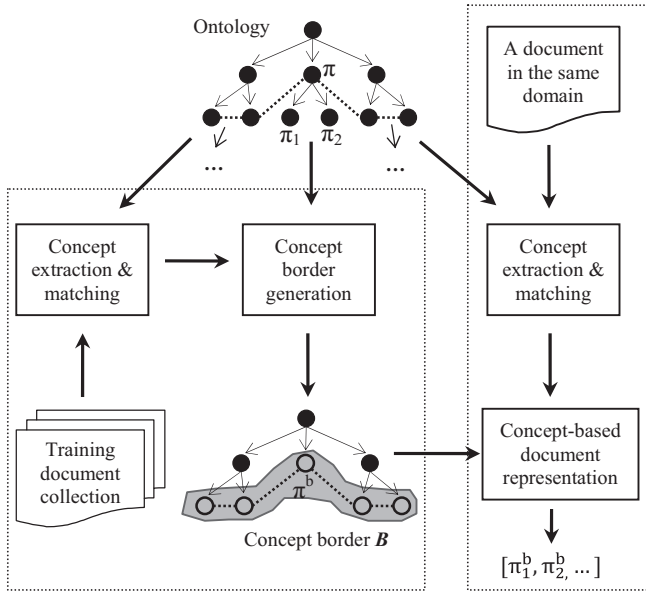 Ontology
π
π₁ π₂
...
...
A document
in the same
domain
Concept
extraction &
matching
Concept
border
generation
Concept
extraction &
matching
Training
document
collection
πᵇ
Concept border B
Concept-based
document
representation
[π₁ᵇ, π₂,ᵇ ...]